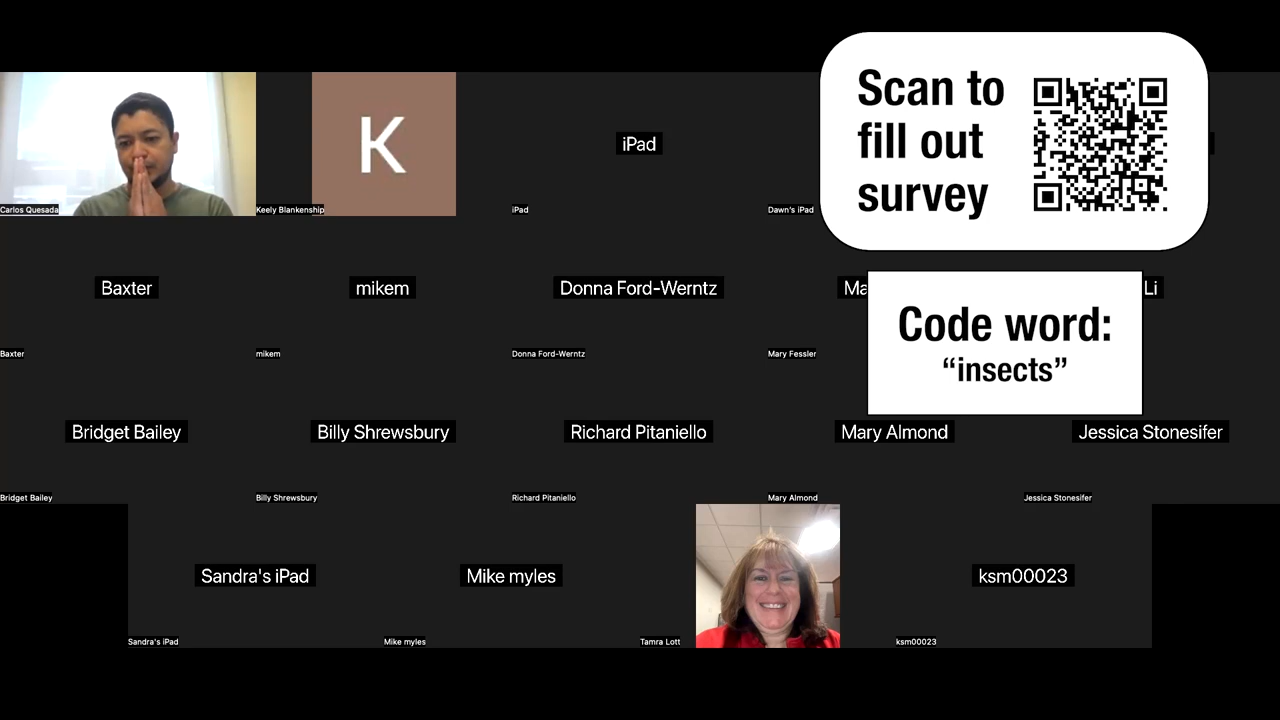 Scan to
fill out
survey
Code word:
“insects”
Carlos Quesada
K
Keely Blankenship
iPad
iPad
Dawn's iPad
Baxter
Baxter
mikem
mikem
Donna Ford-Werntz
Donna Ford-Werntz
Mary Fessler
Li
Bridget Bailey
Bridget Bailey
Billy Shrewsbury
Billy Shrewsbury
Richard Pitaniello
Richard Pitaniello
Mary Almond
Mary Almond
Jessica Stonesifer
Jessica Stonesifer
Sandra's iPad
Sandra's iPad
Mike myles
Mike myles
Tamra Lott
ksm00023
ksm00023